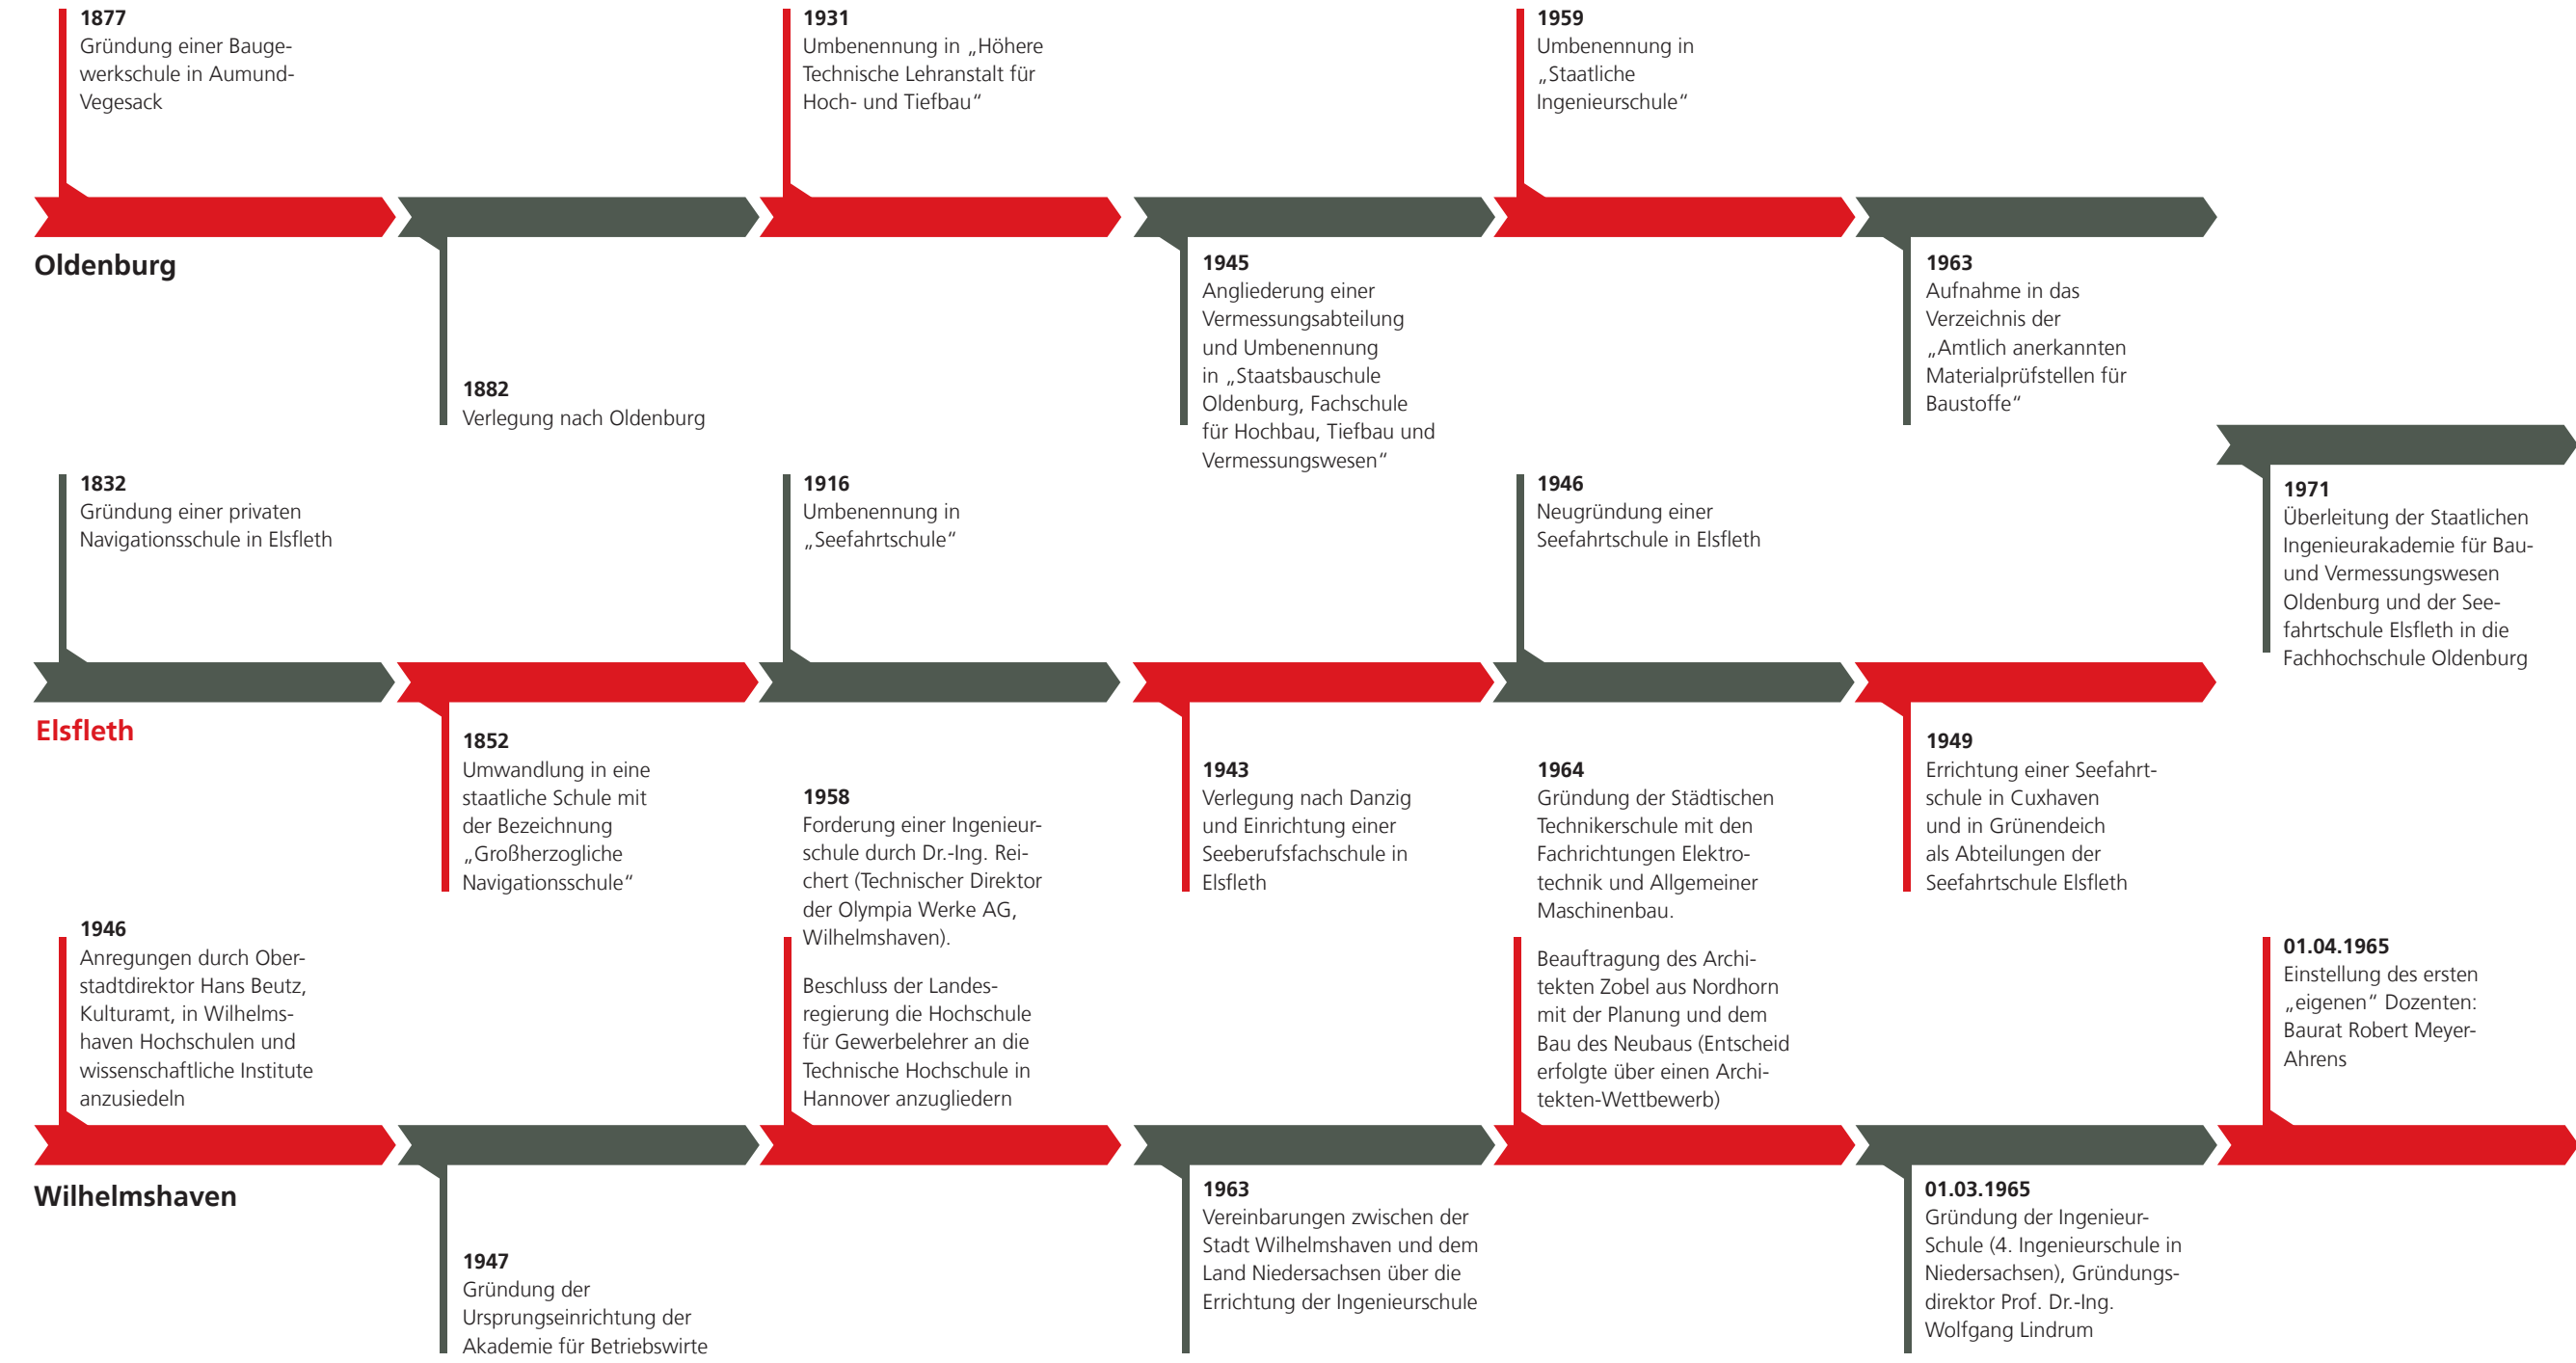 1877
Gründung einer Bauge-
werkschule in Aumund-
Vegesack
1931
Umbenennung in „Höhere
Technische Lehranstalt für
Hoch- und Tiefbau“
1959
Umbenennung in
„Staatliche
Ingenieurschule“
Oldenburg
1882
Verlegung nach Oldenburg
1945
Angliederung einer
Vermessungsabteilung
und Umbenennung
in „Staatsbauschule
Oldenburg, Fachschule
für Hochbau, Tiefbau und
Vermessungswesen“
1963
Aufnahme in das
Verzeichnis der
„Amtlich anerkannten
Materialprüfstellen für
Baustoffe“
1971
Überleitung der Staatlichen
Ingenieurakademie für Bau-
und Vermessungswesen
Oldenburg und der See-
fahrtschule Elsfleth in die
Fachhochschule Oldenburg
1832
Gründung einer privaten
Navigationsschule in Elsfleth
1916
Umbenennung in
„Seefahrtschule“
1946
Neugründung einer
Seefahrtschule in Elsfleth
Elsfleth
1852
Umwandlung in eine
staatliche Schule mit
der Bezeichnung
„Großherzogliche
Navigationsschule“
1943
Verlegung nach Danzig
und Einrichtung einer
Seeberufsfachschule in
Elsfleth
1949
Errichtung einer Seefahrt-
schule in Cuxhaven
und in Grünendeich
als Abteilungen der
Seefahrtschule Elsfleth
1946
Anregungen durch Ober-
stadtdirektor Hans Beutz,
Kulturamt, in Wilhelms-
haven Hochschulen und
wissenschaftliche Institute
anzusiedeln
1958
Forderung einer Ingenieur-
schule durch Dr.-Ing. Rei-
chert (Technischer Direktor
der Olympia Werke AG,
Wilhelmshaven).
Beschluss der Landes-
regierung die Hochschule
für Gewerbelehrer an die
Technische Hochschule in
Hannover anzugliedern
1964
Gründung der Städtischen
Technikerschule mit den
Fachrichtungen Elektro-
technik und Allgemeiner
Maschinenbau.
Beauftragung des Archi-
tekten Zobel aus Nordhorn
mit der Planung und dem
Bau des Neubaus (Entscheid
erfolgte über einen Archi-
tekten-Wettbewerb)
01.04.1965
Einstellung des ersten
„eigenen“ Dozenten:
Baurat Robert Meyer-
Ahrens
Wilhelmshaven
1947
Gründung der
Ursprungseinrichtung der
Akademie für Betriebswirte
1963
Vereinbarungen zwischen der
Stadt Wilhelmshaven und dem
Land Niedersachsen über die
Errichtung der Ingenieurschule
01.03.1965
Gründung der Ingenieur-
Schule (4. Ingenieurschule in
Niedersachsen), Gründungs-
direktor Prof. Dr.-Ing.
Wolfgang Lindrum